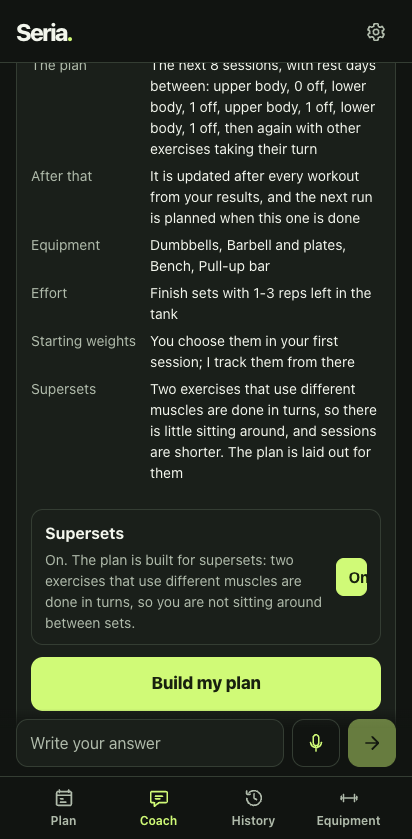 Seria.
The plan
The next 8 sessions, with rest days
between: upper body, 0 off, lower
body, 1 off, upper body, 1 off, lower
body, 1 off, then again with other
exercises taking their turn
After that
It is updated after every workout
from your results, and the next run
is planned when this one is done
Equipment
Dumbbells, Barbell and plates,
Bench, Pull-up bar
Effort
Finish sets with 1-3 reps left in the
tank
Starting weights
You choose them in your first
session; I track them from there
Supersets
Two exercises that use different
muscles are done in turns, so there
is little sitting around, and sessions
are shorter. The plan is laid out for
them
Supersets
On. The plan is built for supersets: two
exercises that use different muscles are
done in turns, so you are not sitting around
between sets.
On
Build my plan
Write your answer
Plan
Coach
History
Equipment